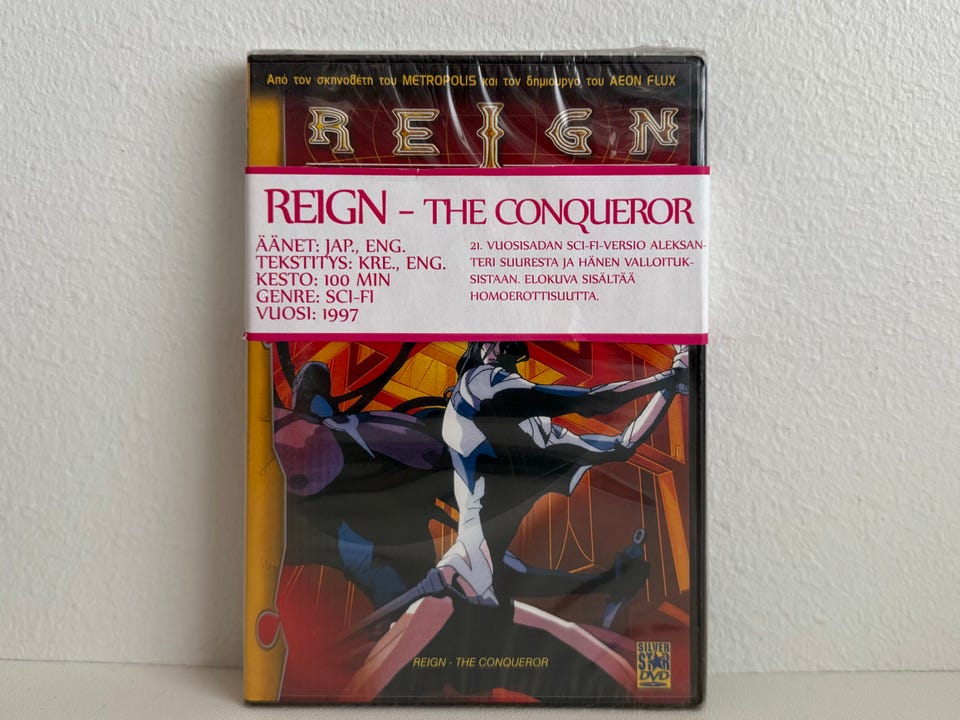 Από τον σκηνοθέτη του METROPOLIS και τον δημιουργο του AEON FLUX
REIGN
REIGN – THE CONQUEROR
ÄÄNET: JAP., ENG.
TEKSTITYS: KRE., ENG.
KESTO: 100 MIN
GENRE: SCI-FI
VUOSI: 1997
21. VUOSISADAN SCI-FI-VERSIO ALEKSAN-
TERI SUURESTA JA HÄNEN VALLOITUK-
SISTAAN. ELOKUVA SISÄLTÄÄ
HOMOEROTTISUUTTA.
REIGN - THE CONQUEROR
SILVER
STAR
DVD